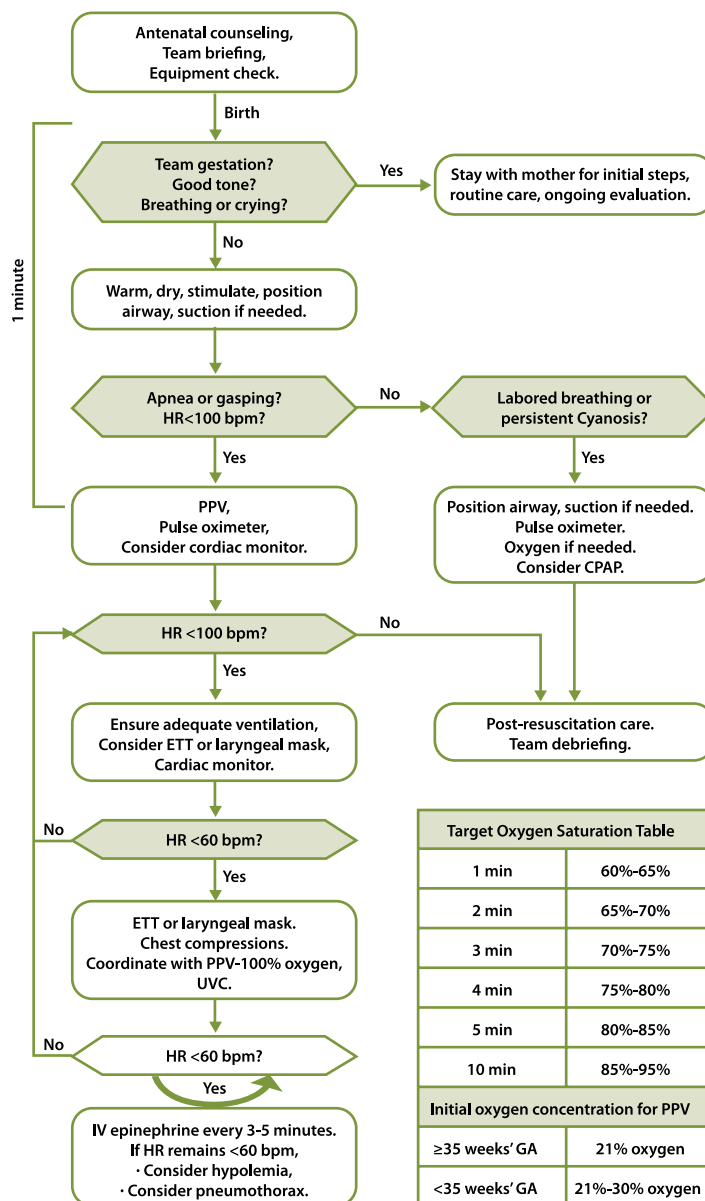 Antenatal counseling,
Team briefing,
Equipment check.
Birth
1 minute
Team gestation?
Good tone?
Breathing or crying?
Yes
Stay with mother for initial steps,
routine care, ongoing evaluation.
No
Warm, dry, stimulate, position
airway, suction if needed.
Apnea or gasping?
HR<100 bpm?
No
Labored breathing or
persistent Cyanosis?
Yes
Yes
PPV,
Pulse oximeter,
Consider cordiac monitor.
Position airway, suction if needed.
Pulse oximeter.
Oxygen if needed.
Consider CPAP.
HR <100 bpm?
No
Yes
Ensure adequate ventilation,
Consider ETT or laryngeal mask,
Cardiac monitor.
Post-resuscitation care.
Team debriefing.
No
HR <60 bpm?
Yes
ETT or laryngeal mask.
Chest compressions.
Coordinate with PPV-100% oxygen,
UVC.
No
HR <60 bpm?
Yes
IV epinephrine every 3-5 minutes.
If HR remains <60 bpm,
· Consider hypolemia,
· Consider pneumothorax.
Target Oxygen Saturation Table
1 min 60%-65%
2 min 65%-70%
3 min 70%-75%
4 min 75%-80%
5 min 80%-85%
10 min 85%-95%
Initial oxygen concentration for PPV
≥35 weeks' GA 21% oxygen
<35 weeks' GA 21%-30% oxygen